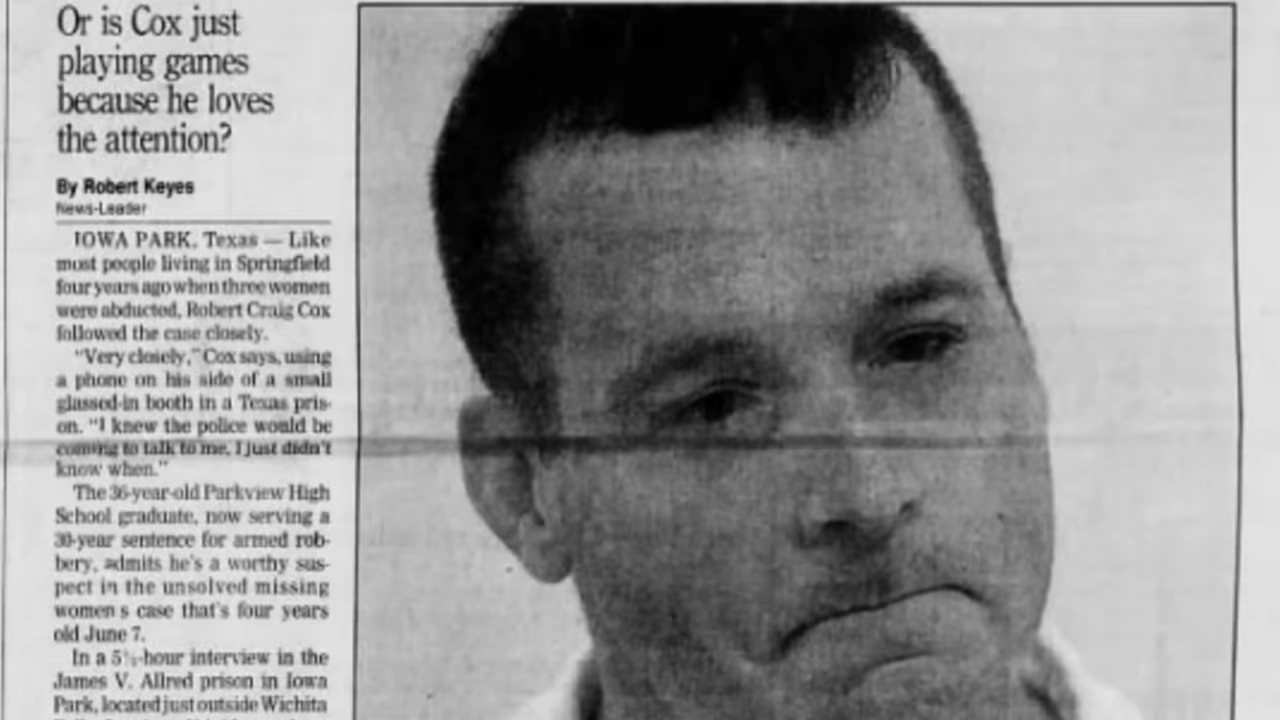 Or is Cox just
playing games
because he loves
the attention?
By Robert Keyes
News-Leader
IOWA PARK, Texas — Like
most people living in Springfield
four years ago when three women
were abducted, Robert Craig Cox
followed the case closely.
"Very closely," Cox says, using
a phone on his side of a small
glassed-in booth in a Texas pris-
on. "I knew the police would be
coming to talk to me, I just didn't
know when."
The 36-year-old Parkview High
School graduate, now serving a
30-year sentence for armed rob-
bery, admits he's a worthy sus-
pect in the unsolved missing
women s case that's four years
old June 7.
In a 5½-hour interview in the
James V. Allred prison in Iowa
Park, located just outside Wichita